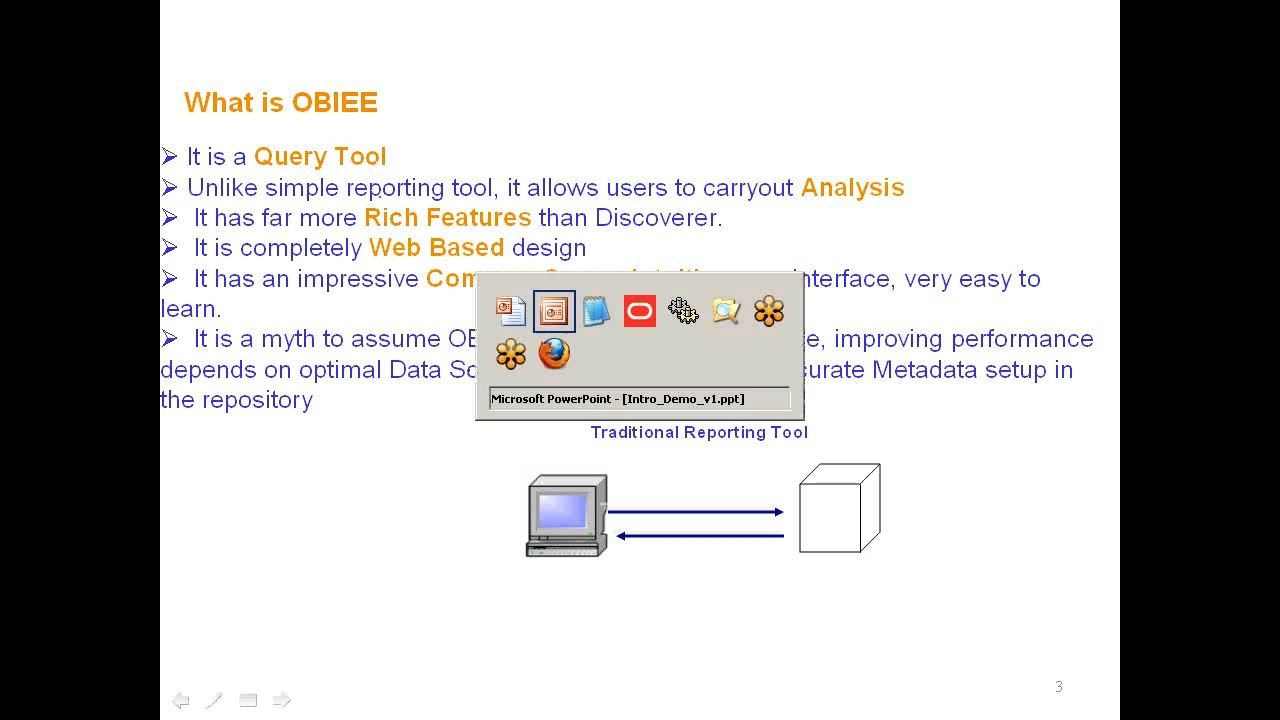 What is OBIEE
It is a Query Tool
Unlike simple reporting tool, it allows users to carryout Analysis
It has far more Rich Features than Discoverer.
It is completely Web Based design
It has an impressive interface, very easy to
learn.
It is a myth to assume improving performance
depends on optimal Data Metadata setup in
the repository
Microsoft PowerPoint - [Intro_Demo_v1.ppt]
Traditional Reporting Tool
3